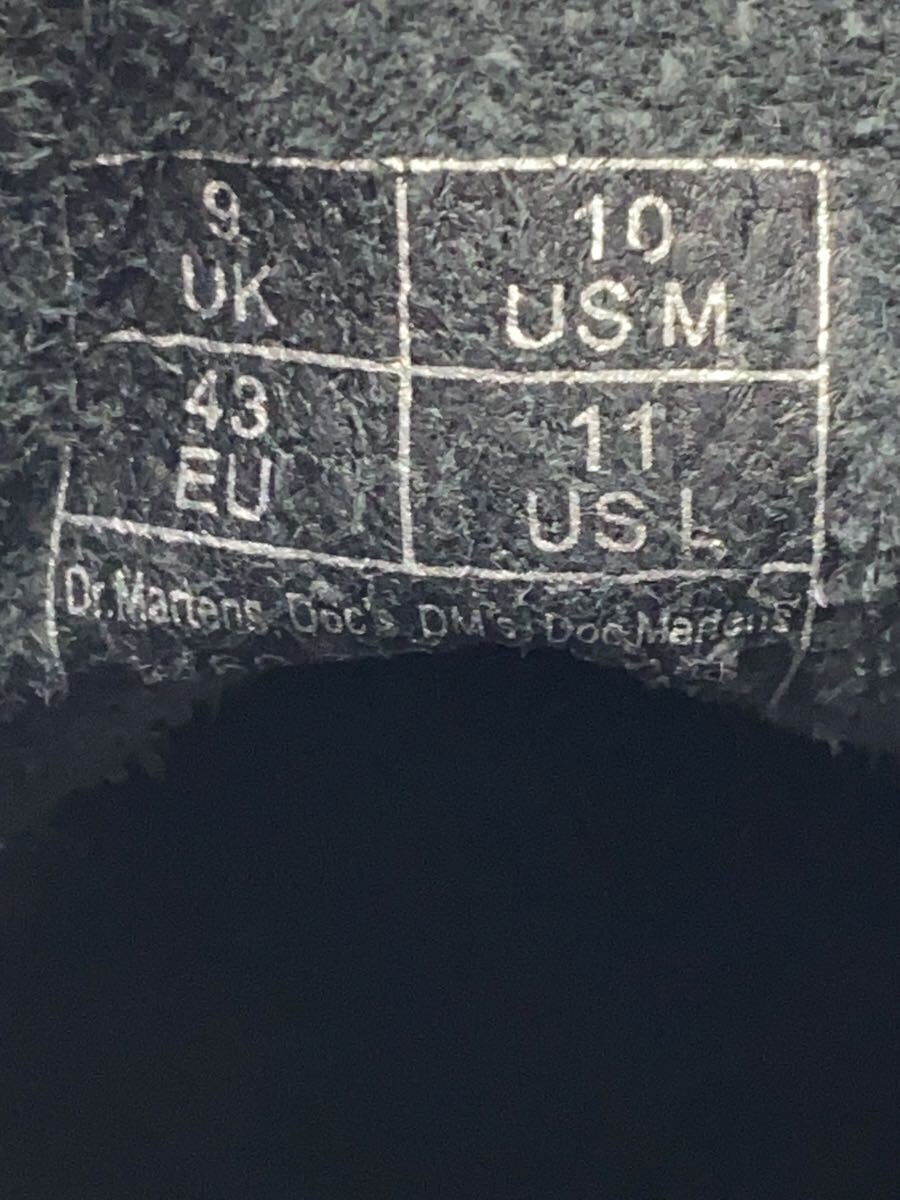 9
UK
10
US M
43
EU
11
US L
Dr.Martens, Doc's, DM's, Doc Martens